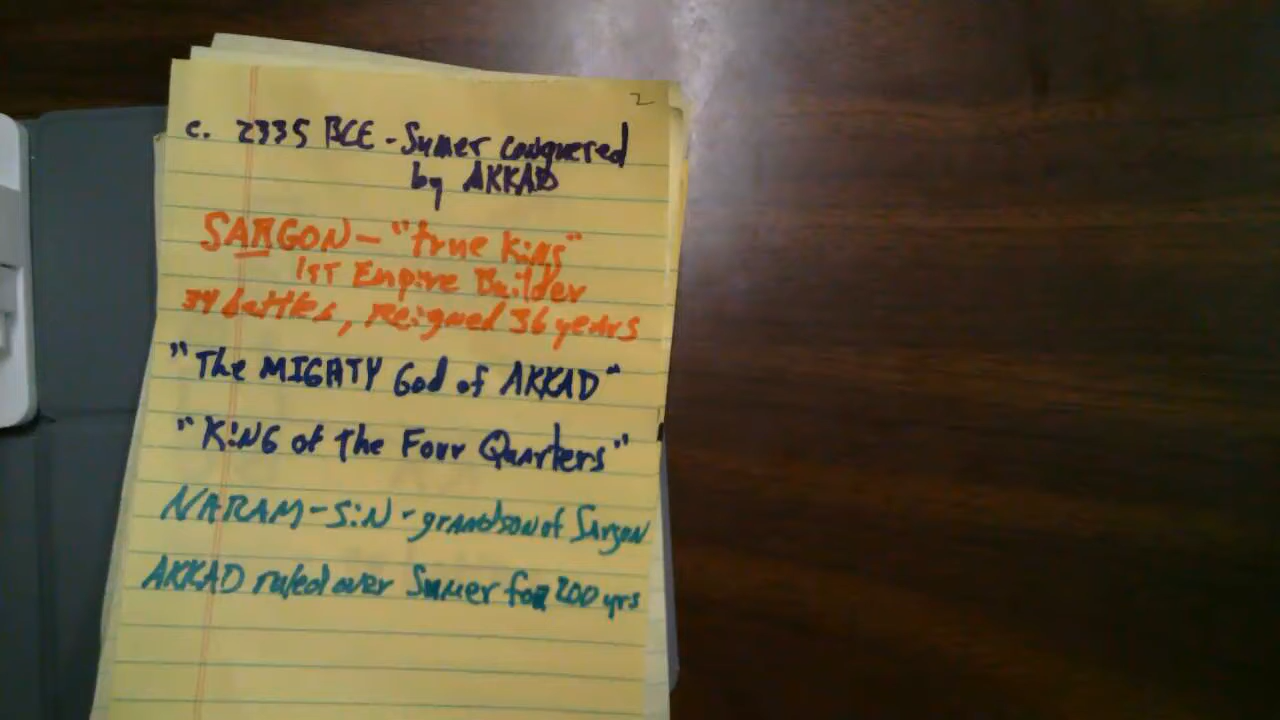 2
c. 2335 BCE - Sumer conquered
by AKKAD
SARGON - "true king"
1ST Empire Builder
34 battles, reigned 56 years
"The MIGHTY God of AKKAD"
"KiNG of the Four Quarters"
NARAM-SiN - grandson of Sargon
AKKAD ruled over Sumer for 200 yrs